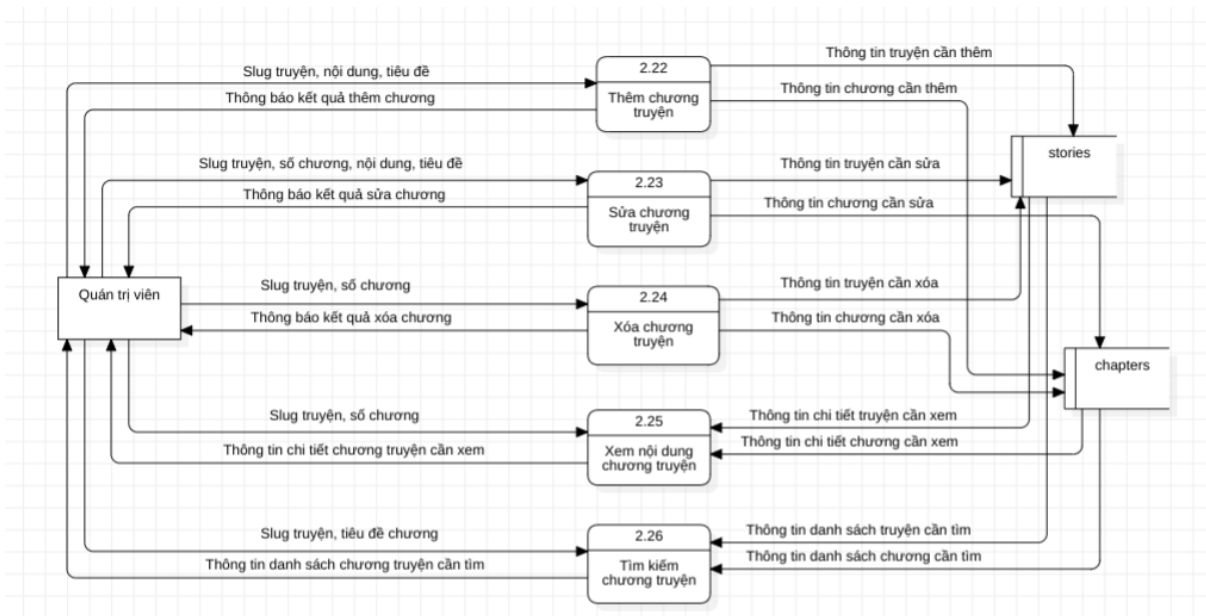 Thông tin truyện cần thêm
Slug truyện, nội dung, tiêu đề
2.22
Thông báo kết quả thêm chương
Thêm chương
truyện
Thông tin chương cần thêm
stories
Slug truyện, số chương, nội dung, tiêu đề
2.23
Thông tin truyện cần sửa
Thông báo kết quả sửa chương
Sửa chương
truyện
Thông tin chương cần sửa
Quán trị viên
Slug truyện, số chương
2.24
Thông tin truyện cần xóa
Thông báo kết quả xóa chương
Xóa chương
truyện
Thông tin chương cần xóa
chapters
Slug truyện, số chương
2.25
Thông tin chi tiết truyện cần xem
Thông tin chi tiết chương truyện cần xem
Xem nội dung
chương truyện
Thông tin chi tiết chương cần xem
Slug truyện, tiêu đề chương
2.26
Thông tin danh sách truyện cần tìm
Thông tin danh sách chương truyện cần tìm
Tìm kiếm
chương truyện
Thông tin danh sách chương cần tìm